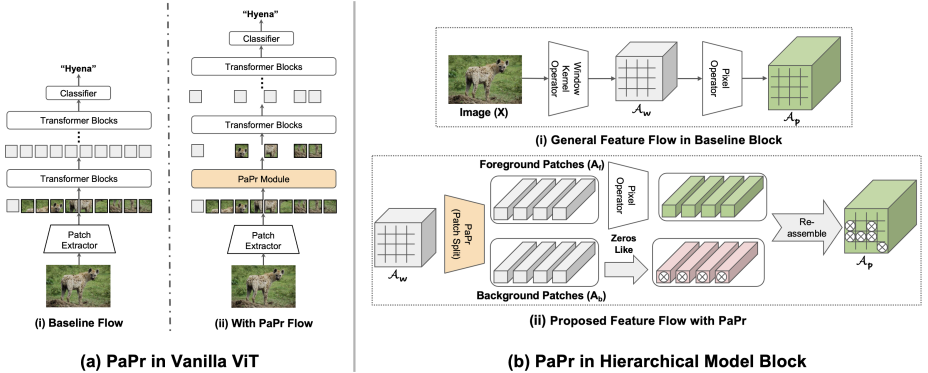 "Hyena"
Classifier
Transformer Blocks
Transformer Blocks
Patch
Extractor
(i) Baseline Flow
"Hyena"
Classifier
Transformer Blocks
Transformer Blocks
PaPr Module
Patch
Extractor
(ii) With PaPr Flow
(a) PaPr in Vanilla ViT
Image (X)
Window
Kernel
Operator
𝒜w
Pixel
Operator
𝒜p
(i) General Feature Flow in Baseline Block
𝒜w
PaPr
(Patch Split)
Foreground Patches (Af)
Pixel
Operator
Zeros
Like
Background Patches (Ab)
Re-
assemble
𝒜p
(ii) Proposed Feature Flow with PaPr
(b) PaPr in Hierarchical Model Block